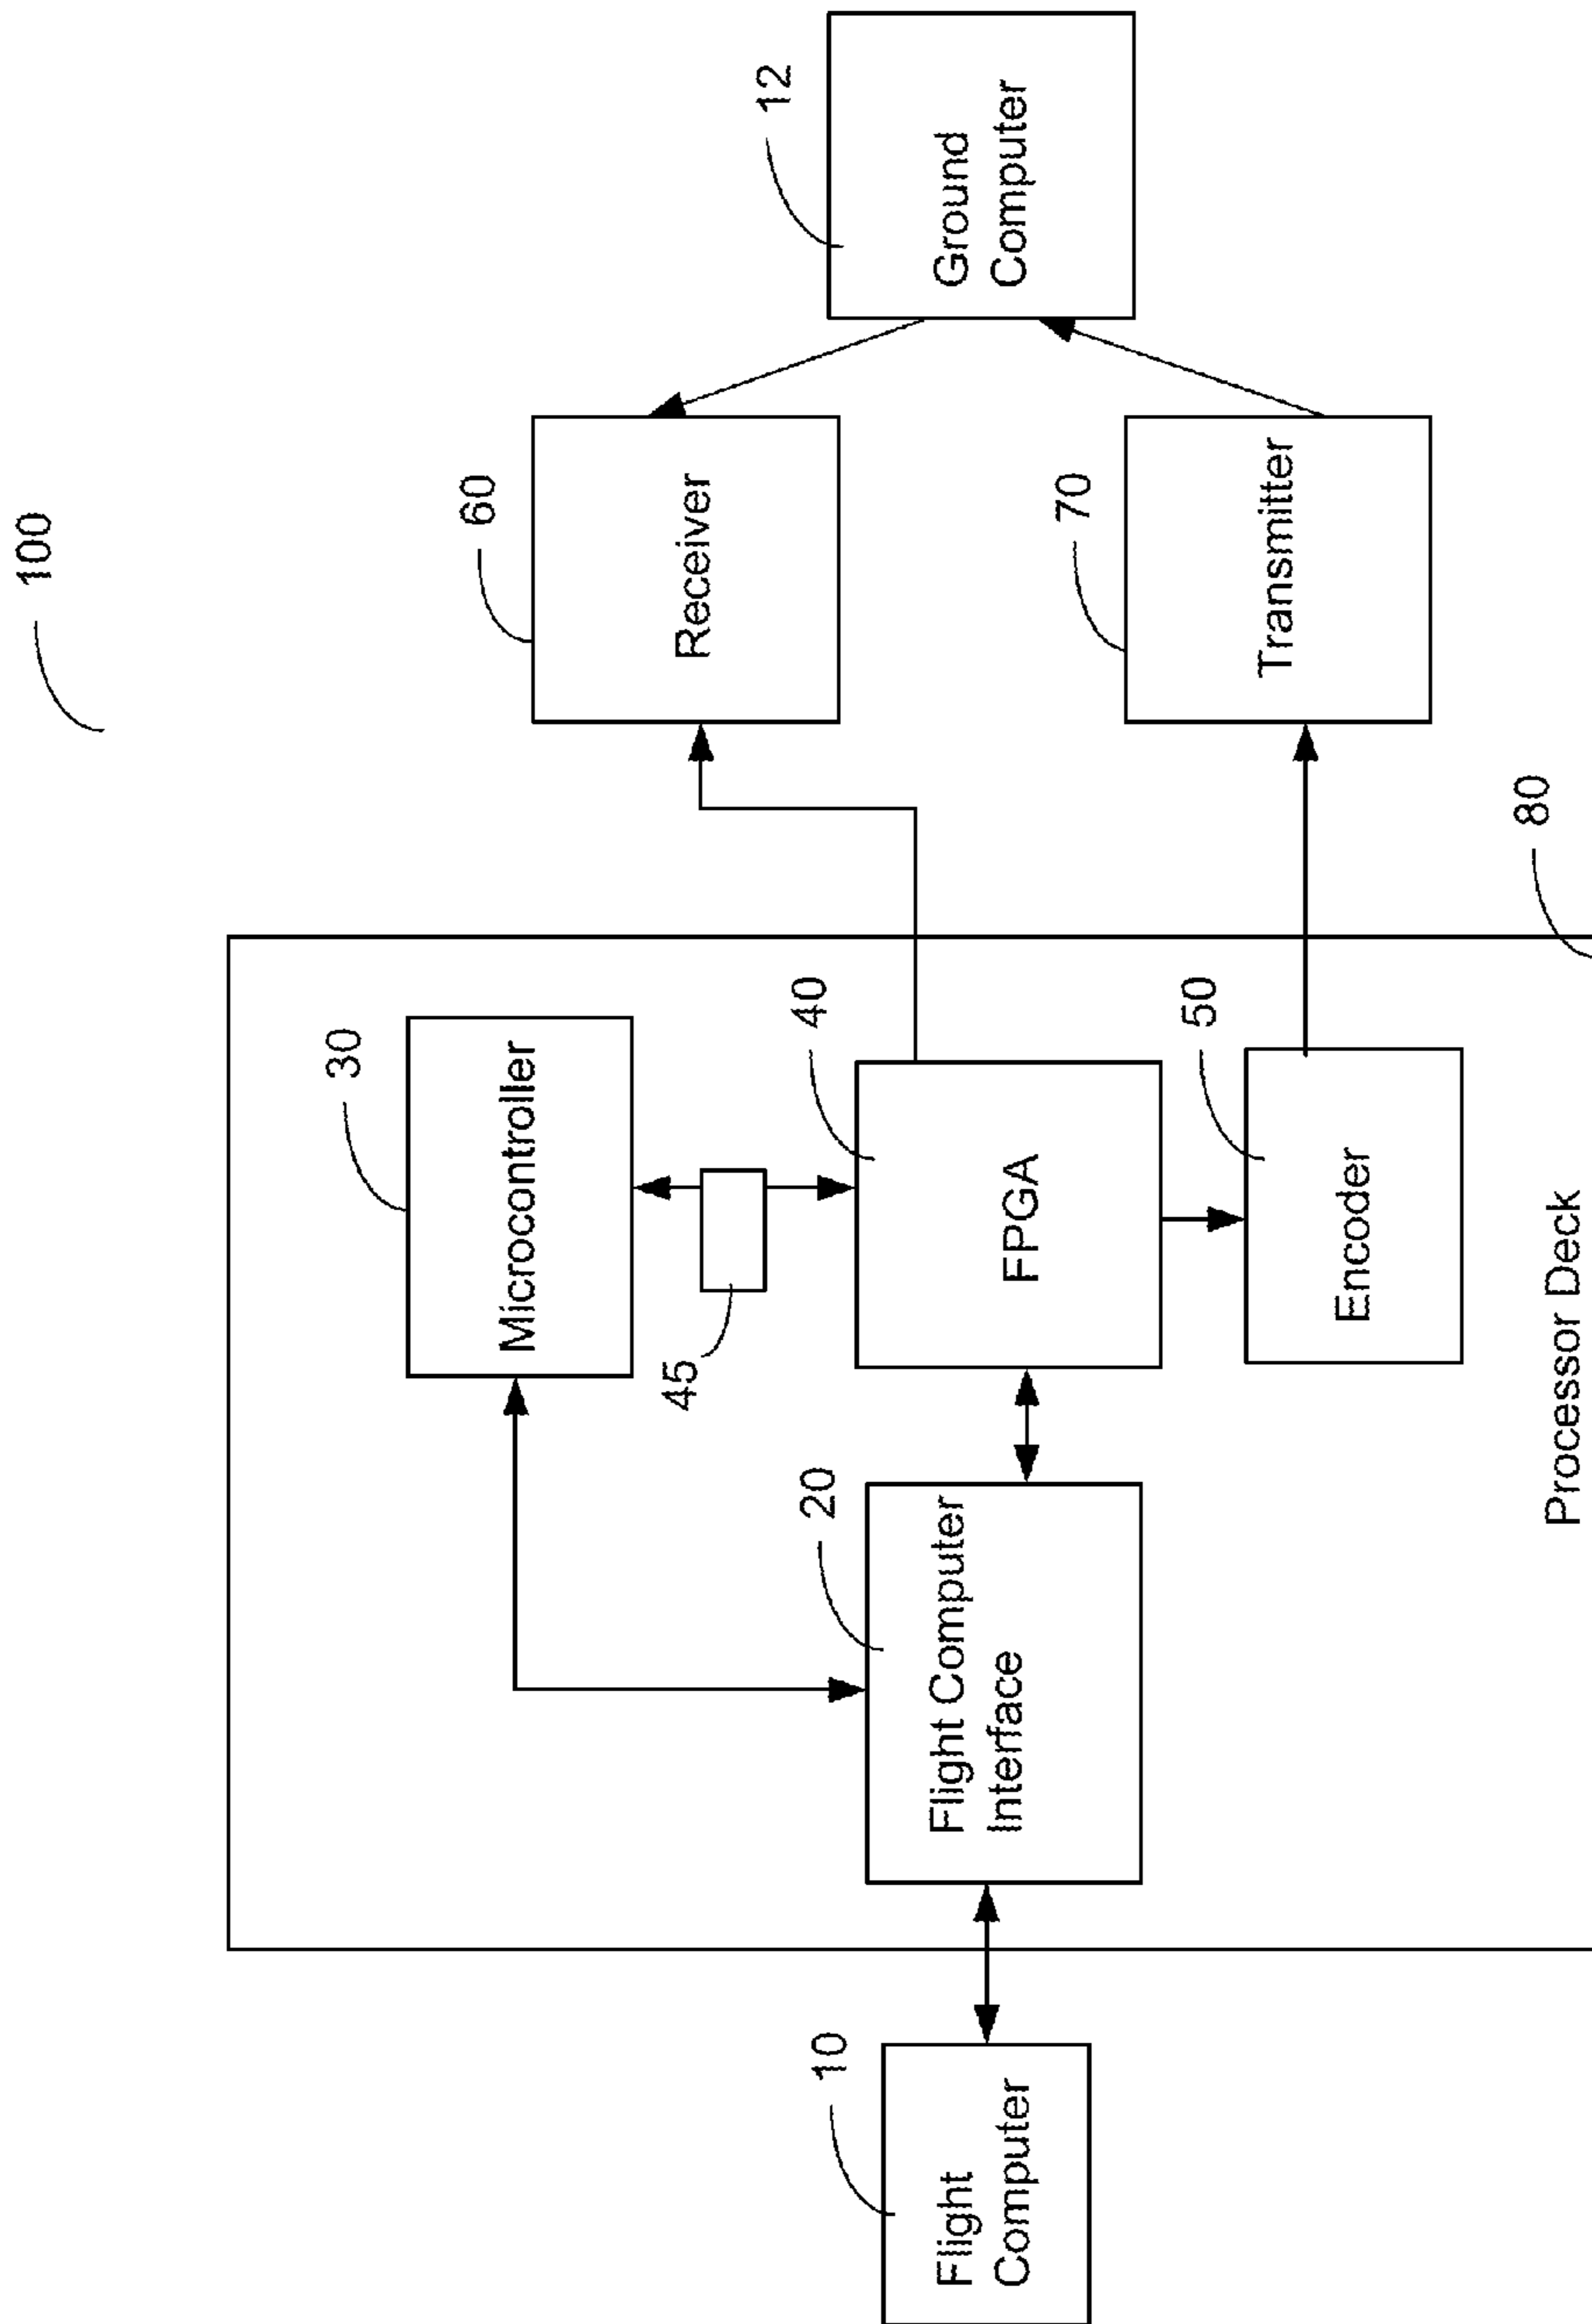 100
30
Microcontroller
60
Receiver
12
Ground
Computer
45
40
FPGA
20
Flight Computer
Interface
10
Flight
Computer
50
Encoder
70
Transmitter
80
Processor Deck